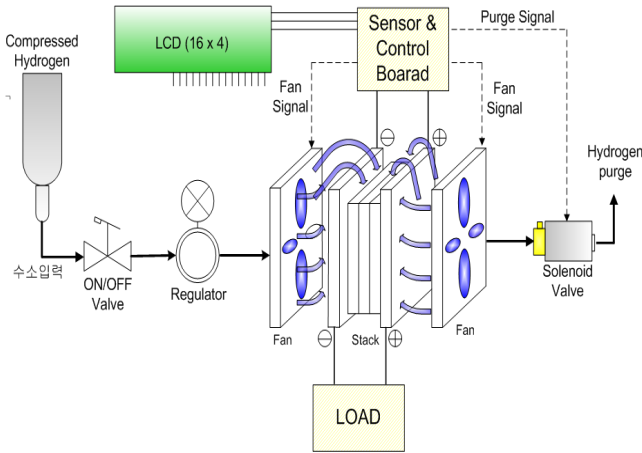 Compressed
Hydrogen
LCD (16 x 4)
Sensor &
Control
Boarad
Purge Signal
Fan
Signal
Fan
Signal
Hydrogen
purge
수소입력
ON/OFF
Valve
Regulator
Fan
Stack
Fan
Solenoid
Valve
LOAD